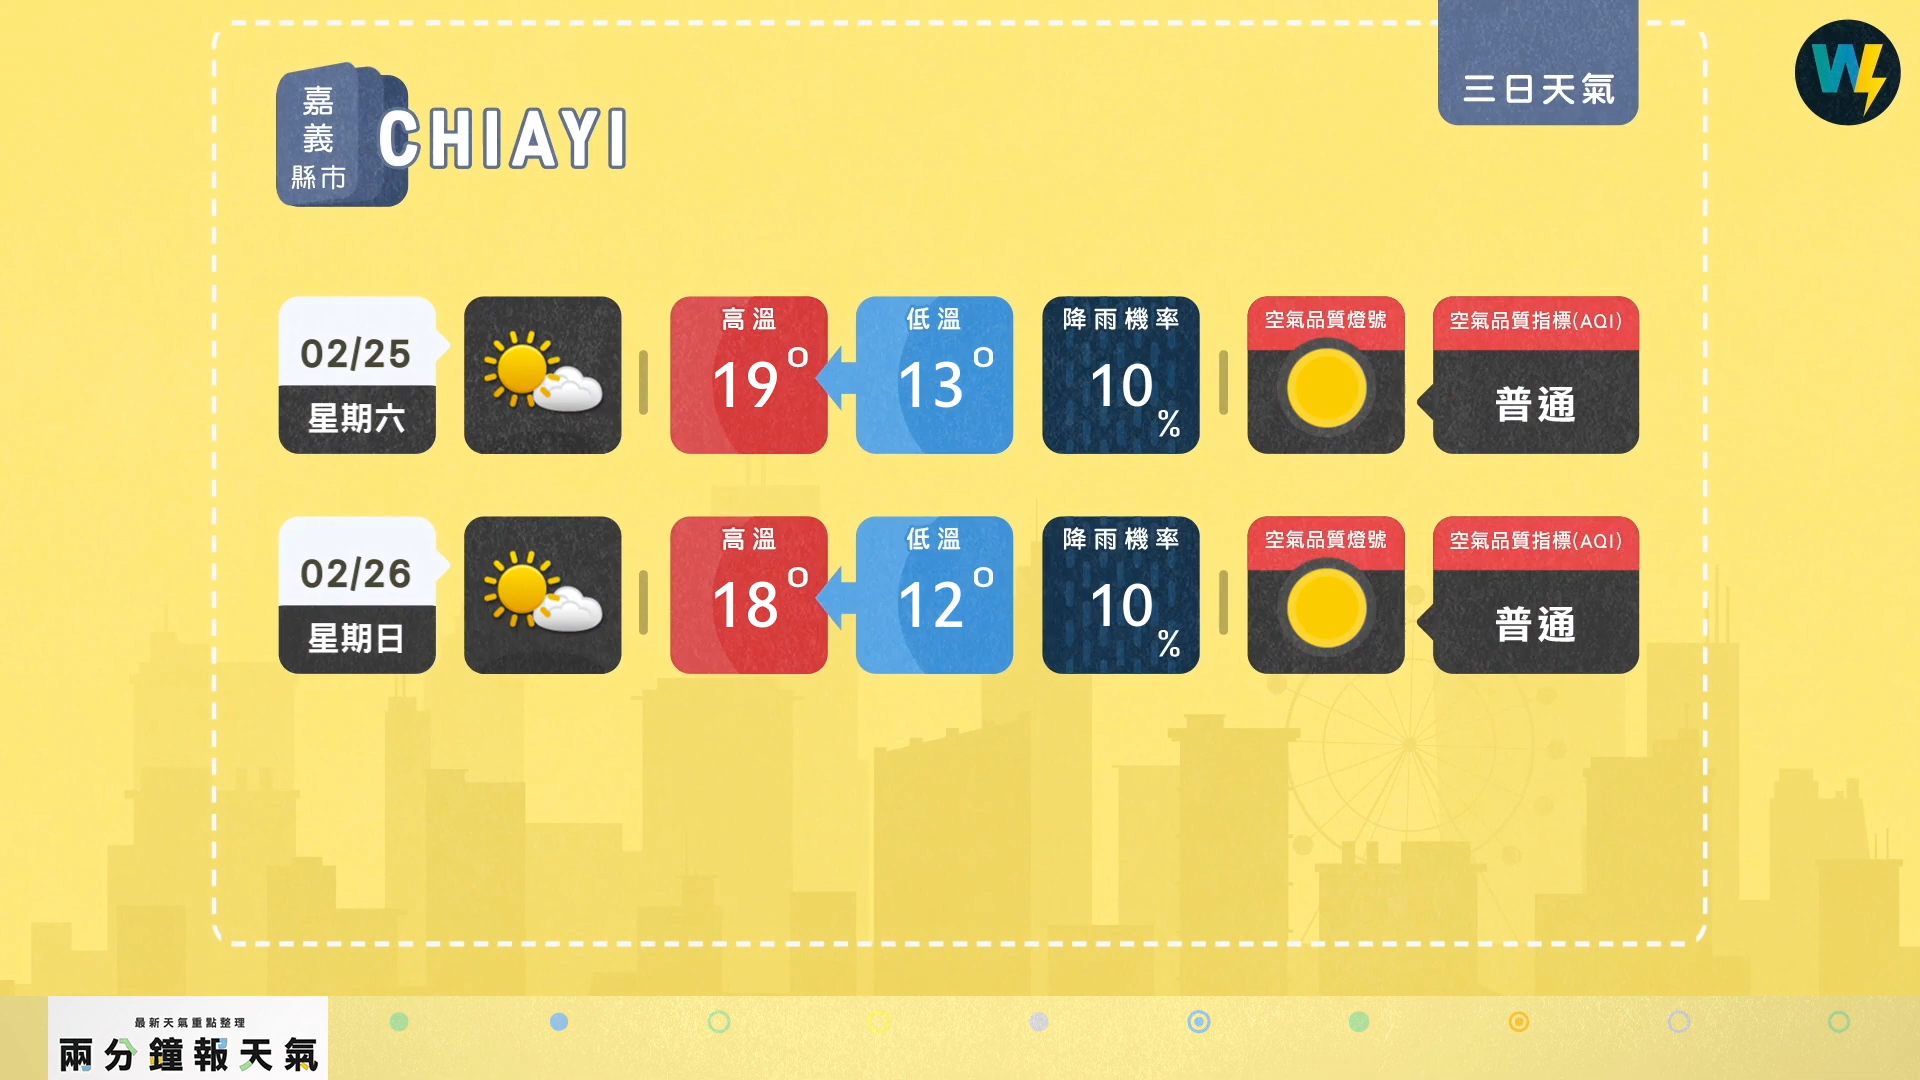 嘉義縣市
CHIAYI
三日天氣
W
02/25
星期六
高溫
19°
低溫
13°
降雨機率
10%
空氣品質燈號
空氣品質指標(AQI)
普通
02/26
星期日
高溫
18°
低溫
12°
降雨機率
10%
空氣品質燈號
空氣品質指標(AQI)
普通
最新天氣重點整理
兩分鐘報天氣